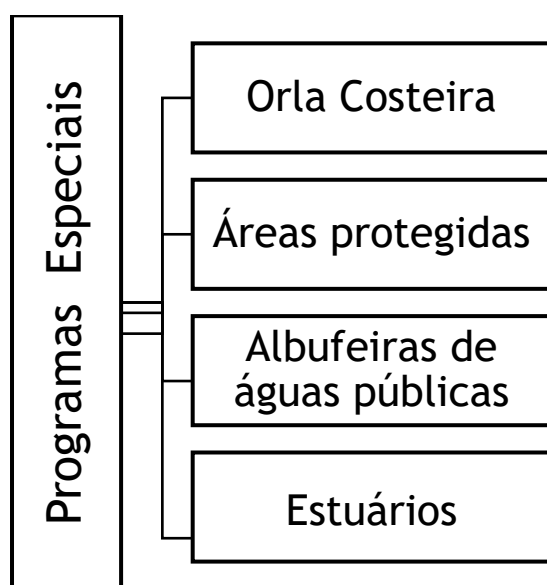 Programas Especiais
Orla Costeira
Áreas protegidas
Albufeiras de
águas públicas
Estuários